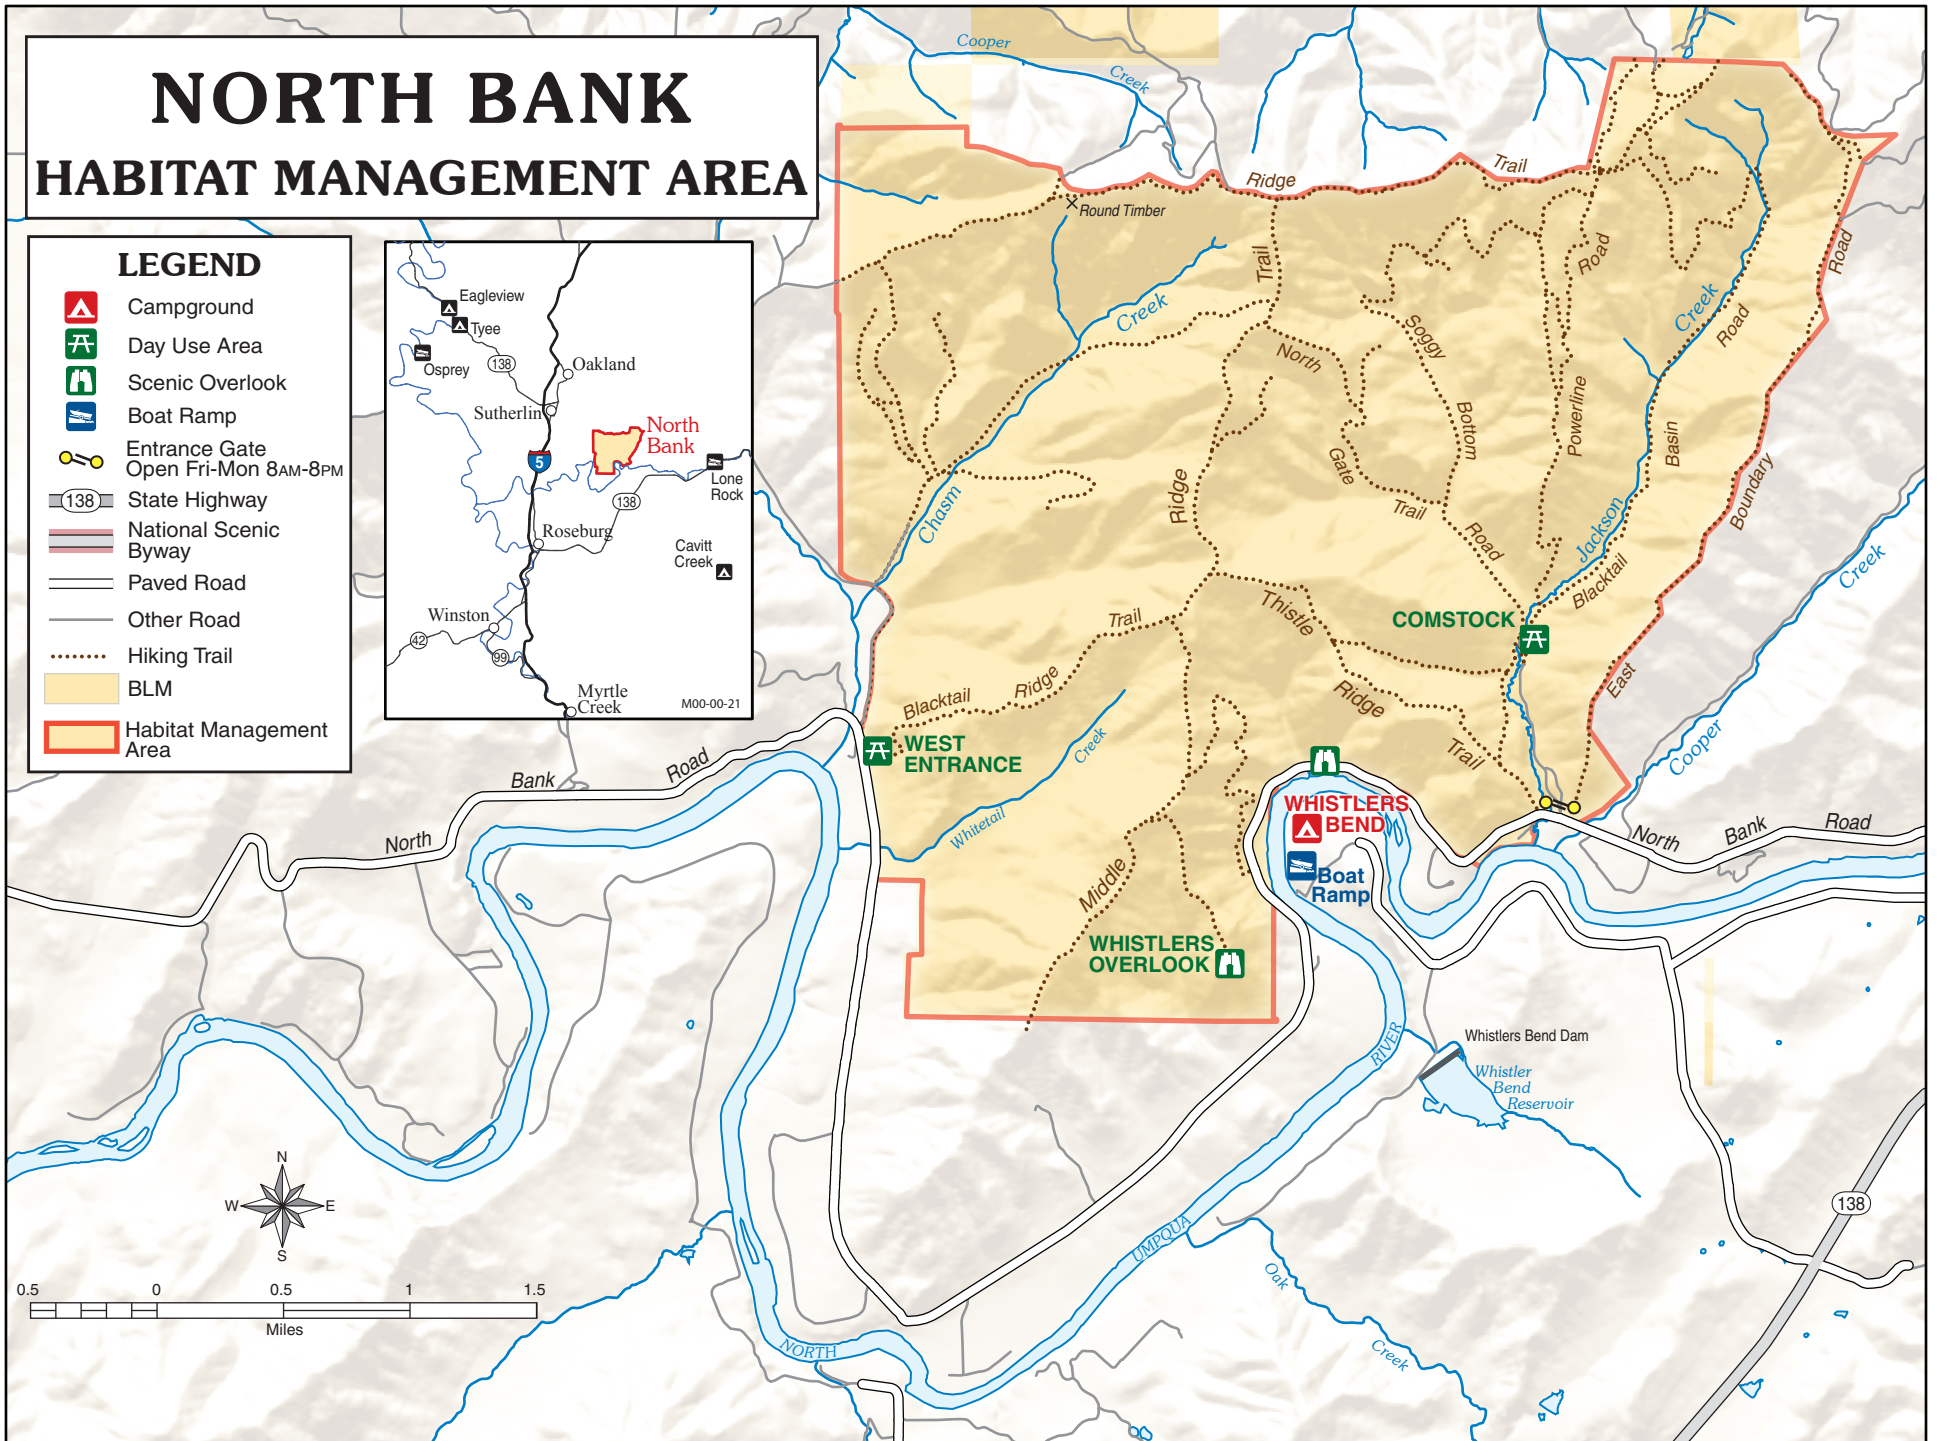 NORTH BANK
HABITAT MANAGEMENT AREA
LEGEND
Campground
Day Use Area
Scenic Overlook
Boat Ramp
Entrance Gate
Open Fri-Mon 8AM-8PM
138
State Highway
National Scenic
Byway
Paved Road
Other Road
Hiking Trail
BLM
Habitat Management
Area
Eagleview
Tyee
Osprey
138
Oakland
Sutherlin
North
Bank
5
Lone
Rock
138
Roseburg
Cavitt
Creek
Winston
42
99
Myrtle
Creek
M00-00-21
Cooper
Creek
Ridge
Trail
Round Timber
Trail
Creek
Road
Road
Creek
Road
North
Soggy
Bottom
Powerline
Basin
Gate
Trail
Road
Ridge
Chasm
Jackson
Boundary
Creek
Blacktail
Thistle
COMSTOCK
Trail
Ridge
Blacktail
Ridge
East
Trail
Cooper
WEST
ENTRANCE
Creek
Whitetail
WHISTLERS
BEND
Boat
Ramp
Middle
WHISTLERS
OVERLOOK
North
Bank
Road
North
Bank
Road
RIVER
Whistlers Bend Dam
Whistler
Bend
Reservoir
138
UMPQUA
Oak
Creek
NORTH
N
W
E
S
0.5
0
0.5
1
1.5
Miles